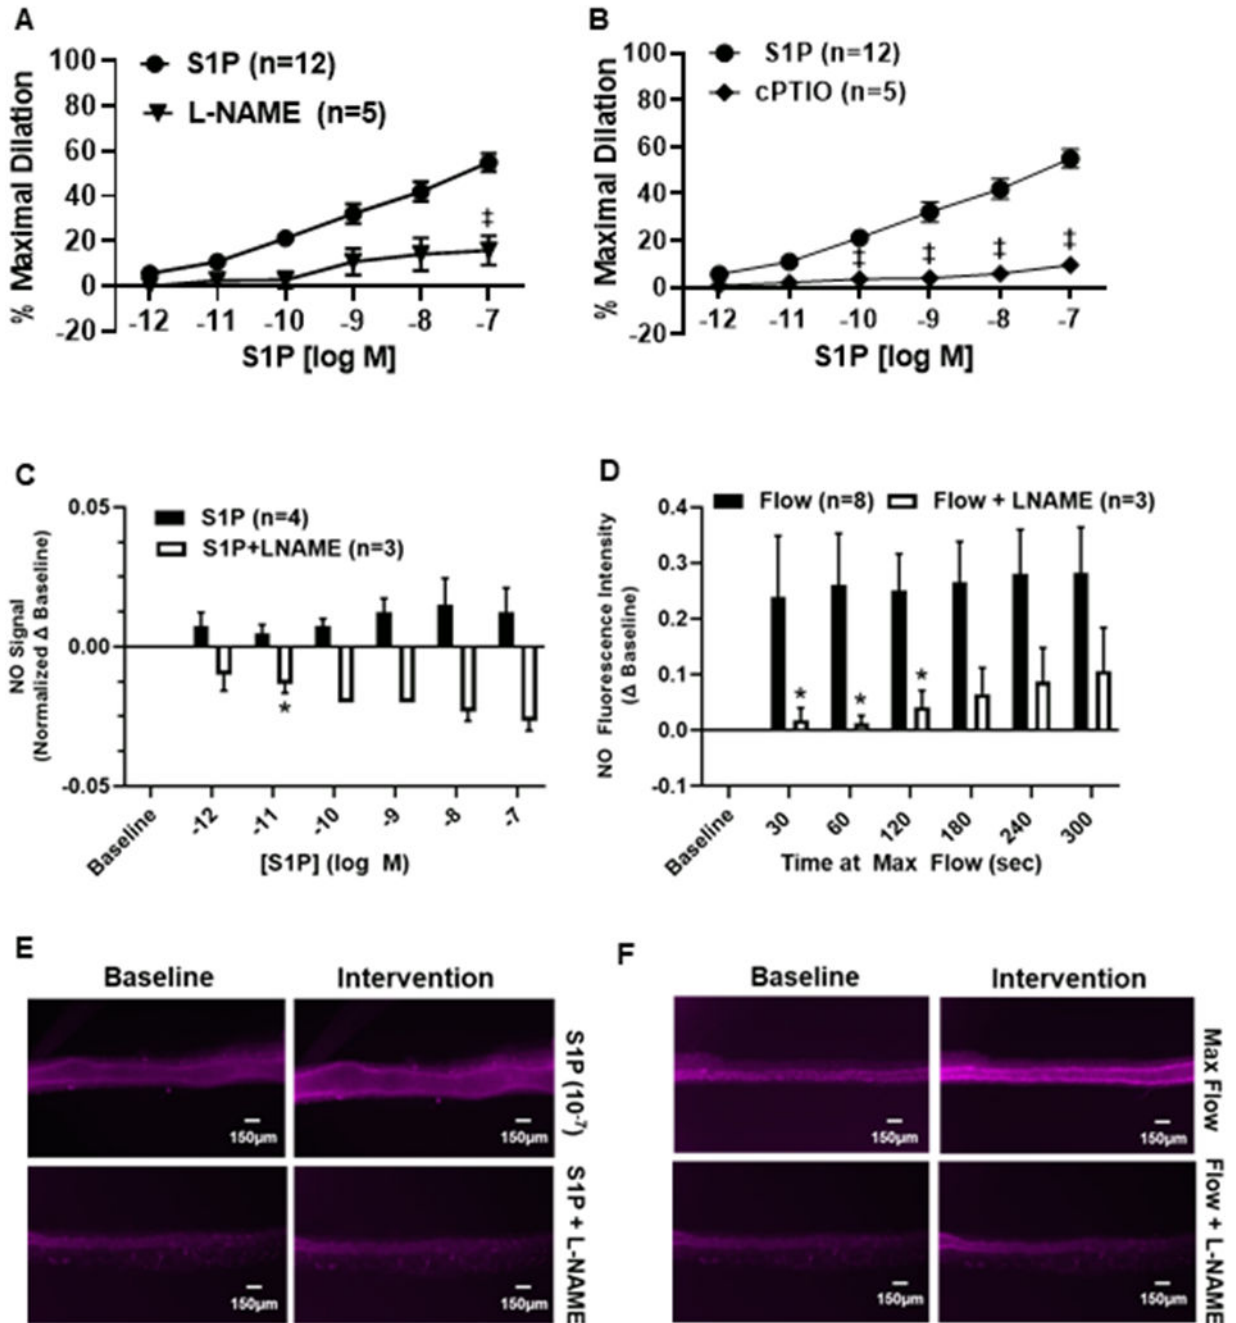 A
S1P (n=12)
L-NAME (n=5)
% Maximal Dilation
100
80
60
40
20
0
-20
‡
-12 -11 -10 -9 -8 -7
S1P [log M]
B
S1P (n=12)
cPTIO (n=5)
% Maximal Dilation
100
80
60
40
20
0
-20
‡ ‡ ‡ ‡
-12 -11 -10 -9 -8 -7
S1P [log M]
C
S1P (n=4)
S1P+LNAME (n=3)
NO Signal
(Normalized Δ Baseline)
0.05
0.00
-0.05
*
Baseline -12 -11 -10 -9 -8 -7
[S1P] (log M)
D
Flow (n=8) Flow + LNAME (n=3)
NO Fluorescence Intensity
(Δ Baseline)
0.4
0.3
0.2
0.1
0.0
-0.1
* * *
Baseline 30 60 120 180 240 300
Time at Max Flow (sec)
E
Baseline Intervention
150µm 150µm
S1P (10⁻⁷)
150µm 150µm
S1P + L-NAME
F
Baseline Intervention
150µm 150µm
Max Flow
150µm 150µm
Flow + L-NAME